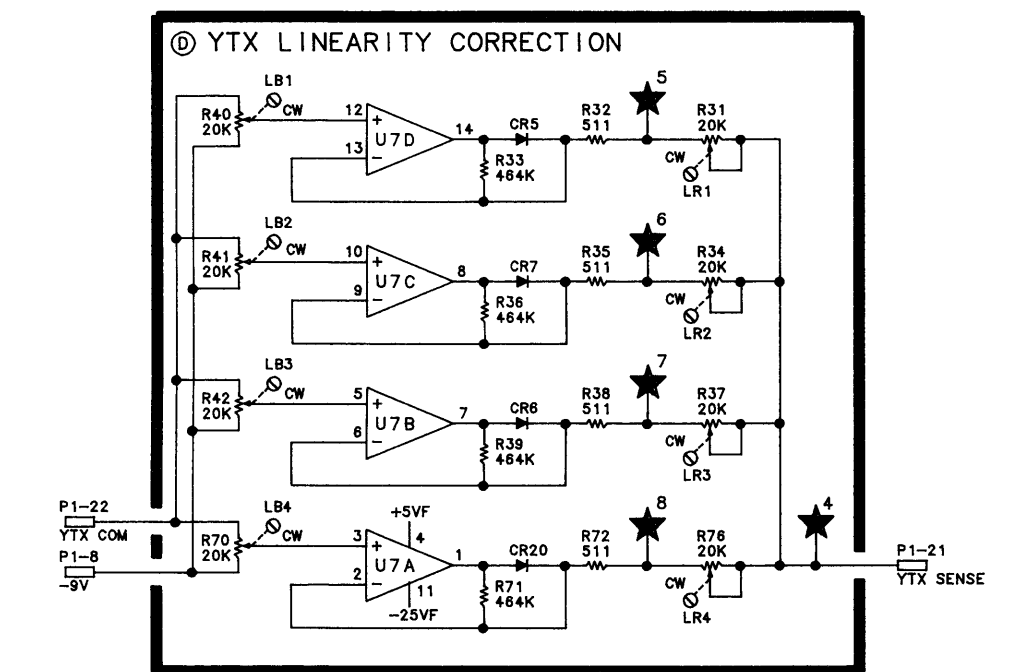 D YTX LINEARITY CORRECTION
LB1
CW
R40
20K
12
+
U7D
13
−
14
CR5
R33
464K
R32
511
5
R31
20K
CW
LR1
LB2
CW
R41
20K
10
+
U7C
9
−
8
CR7
R36
464K
R35
511
6
R34
20K
CW
LR2
LB3
CW
R42
20K
5
+
U7B
6
−
7
CR6
R39
464K
R38
511
7
R37
20K
CW
LR3
P1-22
YTX COM
P1-8
-9V
LB4
CW
R70
20K
+5VF
4
3
+
U7A
2
−
11
-25VF
1
CR20
R71
464K
R72
511
8
R76
20K
CW
LR4
4
P1-21
YTX SENSE